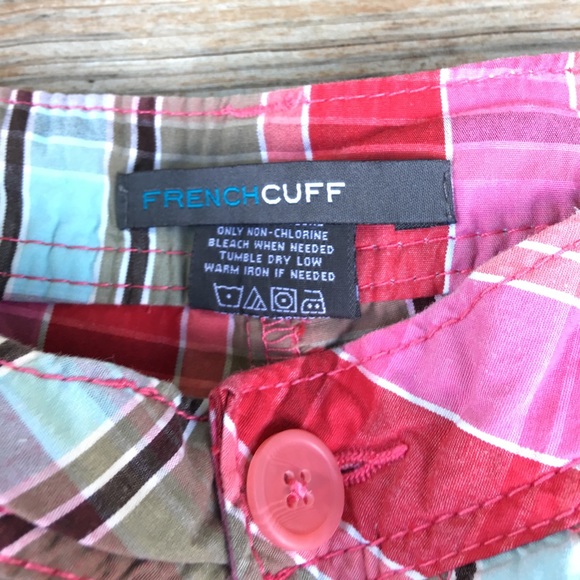 FRENCHCUFF
ONLY NON-CHLORINE
BLEACH WHEN NEEDED
TUMBLE DRY LOW
WARM IRON IF NEEDED